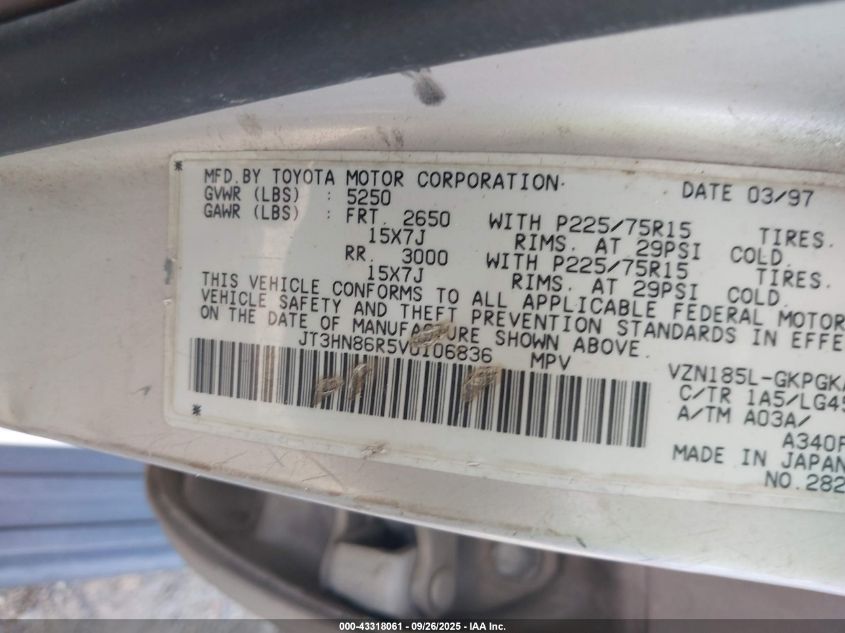 MFD.BY TOYOTA MOTOR CORPORATION DATE 03/97
GVWR (LBS) : 5250
GAWR (LBS) : FRT. 2650 WITH P225/75R15 TIRES.
15X7J RIMS. AT 29PSI COLD.
RR. 3000 WITH P225/75R15 TIRES.
15X7J RIMS. AT 29PSI COLD.
THIS VEHICLE CONFORMS TO ALL APPLICABLE FEDERAL MOTOR
VEHICLE SAFETY AND THEFT PREVENTION STANDARDS IN EFFE
ON THE DATE OF MANUFACTURE SHOWN ABOVE.
JT3HN86R5V0106836 MPV
VZN185L-GKPGKA
C/TR 1A5/LG45
A/TM A03A/
A340F
MADE IN JAPAN
NO.282
000-43318061 - 09/26/2025 - IAA Inc.